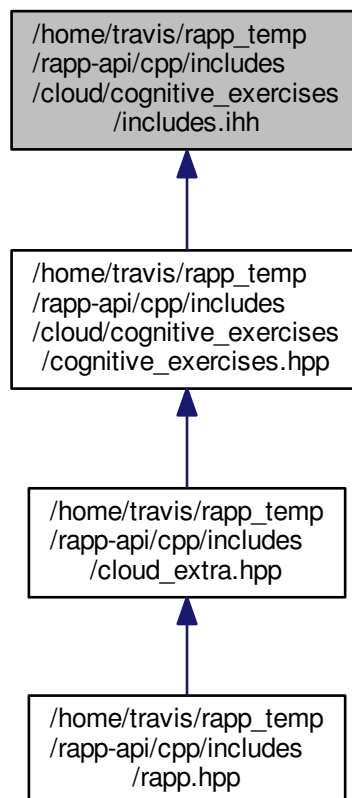 /home/travis/rapp_temp
/rapp-api/cpp/includes
/cloud/cognitive_exercises
/includes.ihh
/home/travis/rapp_temp
/rapp-api/cpp/includes
/cloud/cognitive_exercises
/cognitive_exercises.hpp
/home/travis/rapp_temp
/rapp-api/cpp/includes
/cloud_extra.hpp
/home/travis/rapp_temp
/rapp-api/cpp/includes
/rapp.hpp